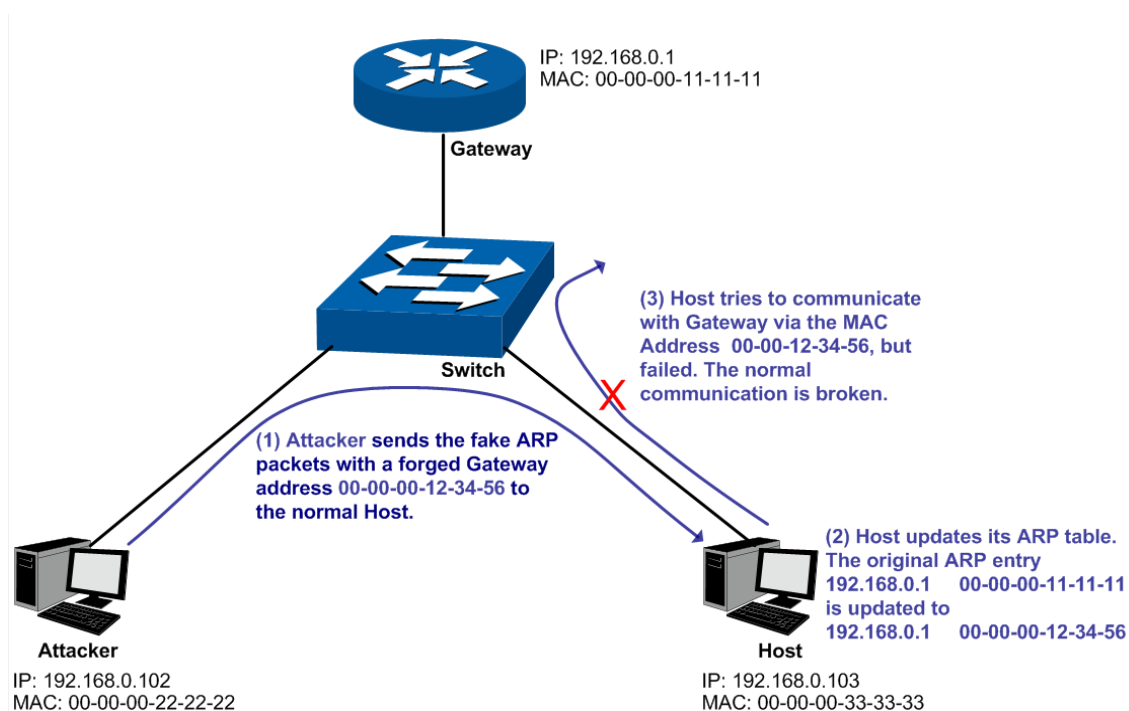 IP: 192.168.0.1
MAC: 00-00-00-11-11-11
Gateway
Switch
(3) Host tries to communicate
with Gateway via the MAC
Address 00-00-12-34-56, but
failed. The normal
communication is broken.
(1) Attacker sends the fake ARP
packets with a forged Gateway
address 00-00-00-12-34-56 to
the normal Host.
(2) Host updates its ARP table.
The original ARP entry
192.168.0.1 00-00-00-11-11-11
is updated to
192.168.0.1 00-00-00-12-34-56
Attacker
IP: 192.168.0.102
MAC: 00-00-00-22-22-22
Host
IP: 192.168.0.103
MAC: 00-00-00-33-33-33